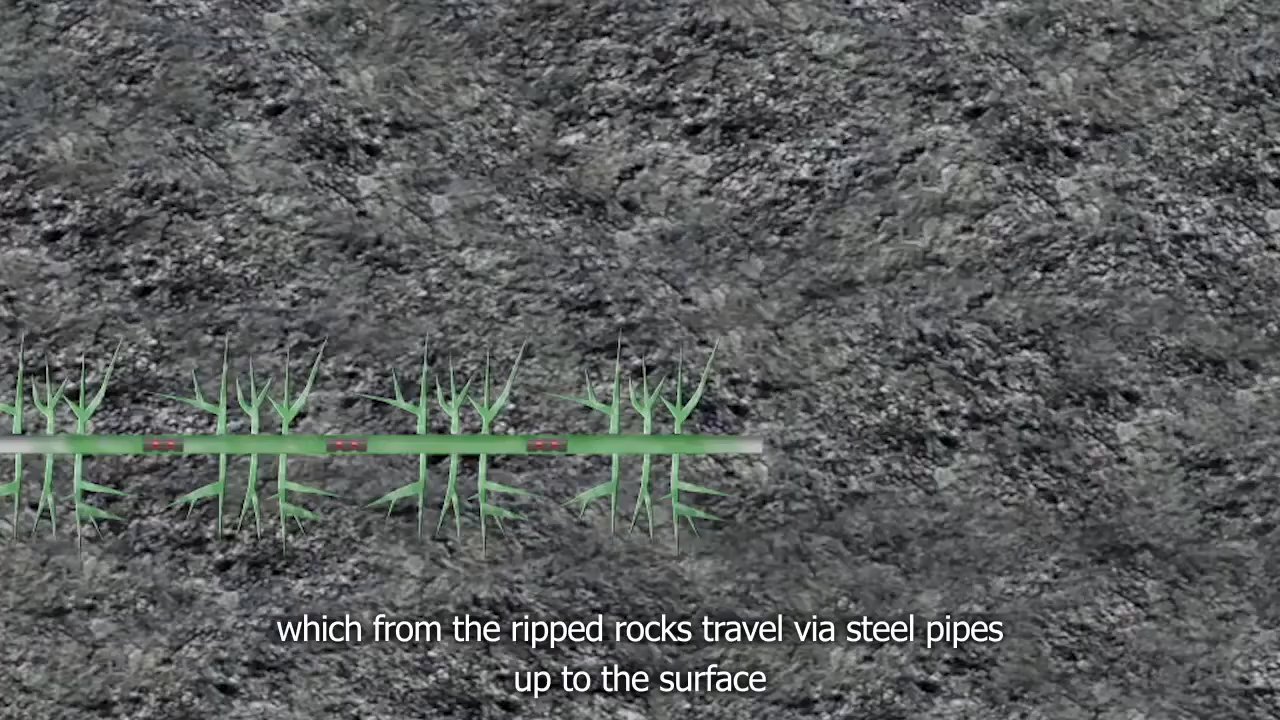 which from the ripped rocks travel via steel pipes
up to the surface